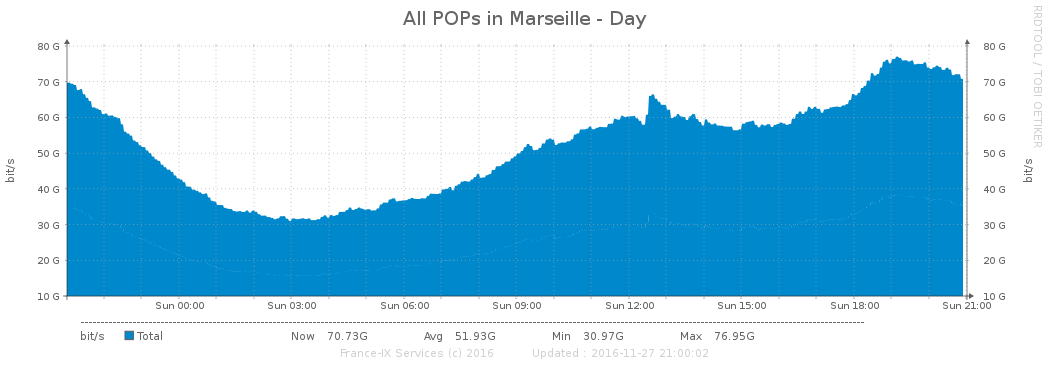 All POPs in Marseille - Day
RRDTOOL / TOBI OETIKER
80 G 80 G
70 G 70 G
60 G 60 G
50 G 50 G
40 G 40 G
30 G 30 G
20 G 20 G
10 G 10 G
bit/s
bit/s
Sun 00:00 Sun 03:00 Sun 06:00 Sun 09:00 Sun 12:00 Sun 15:00 Sun 18:00 Sun 21:00
bit/s Total Now 70.73G Avg 51.93G Min 30.97G Max 76.95G
France-IX Services (c) 2016 Updated : 2016-11-27 21:00:02